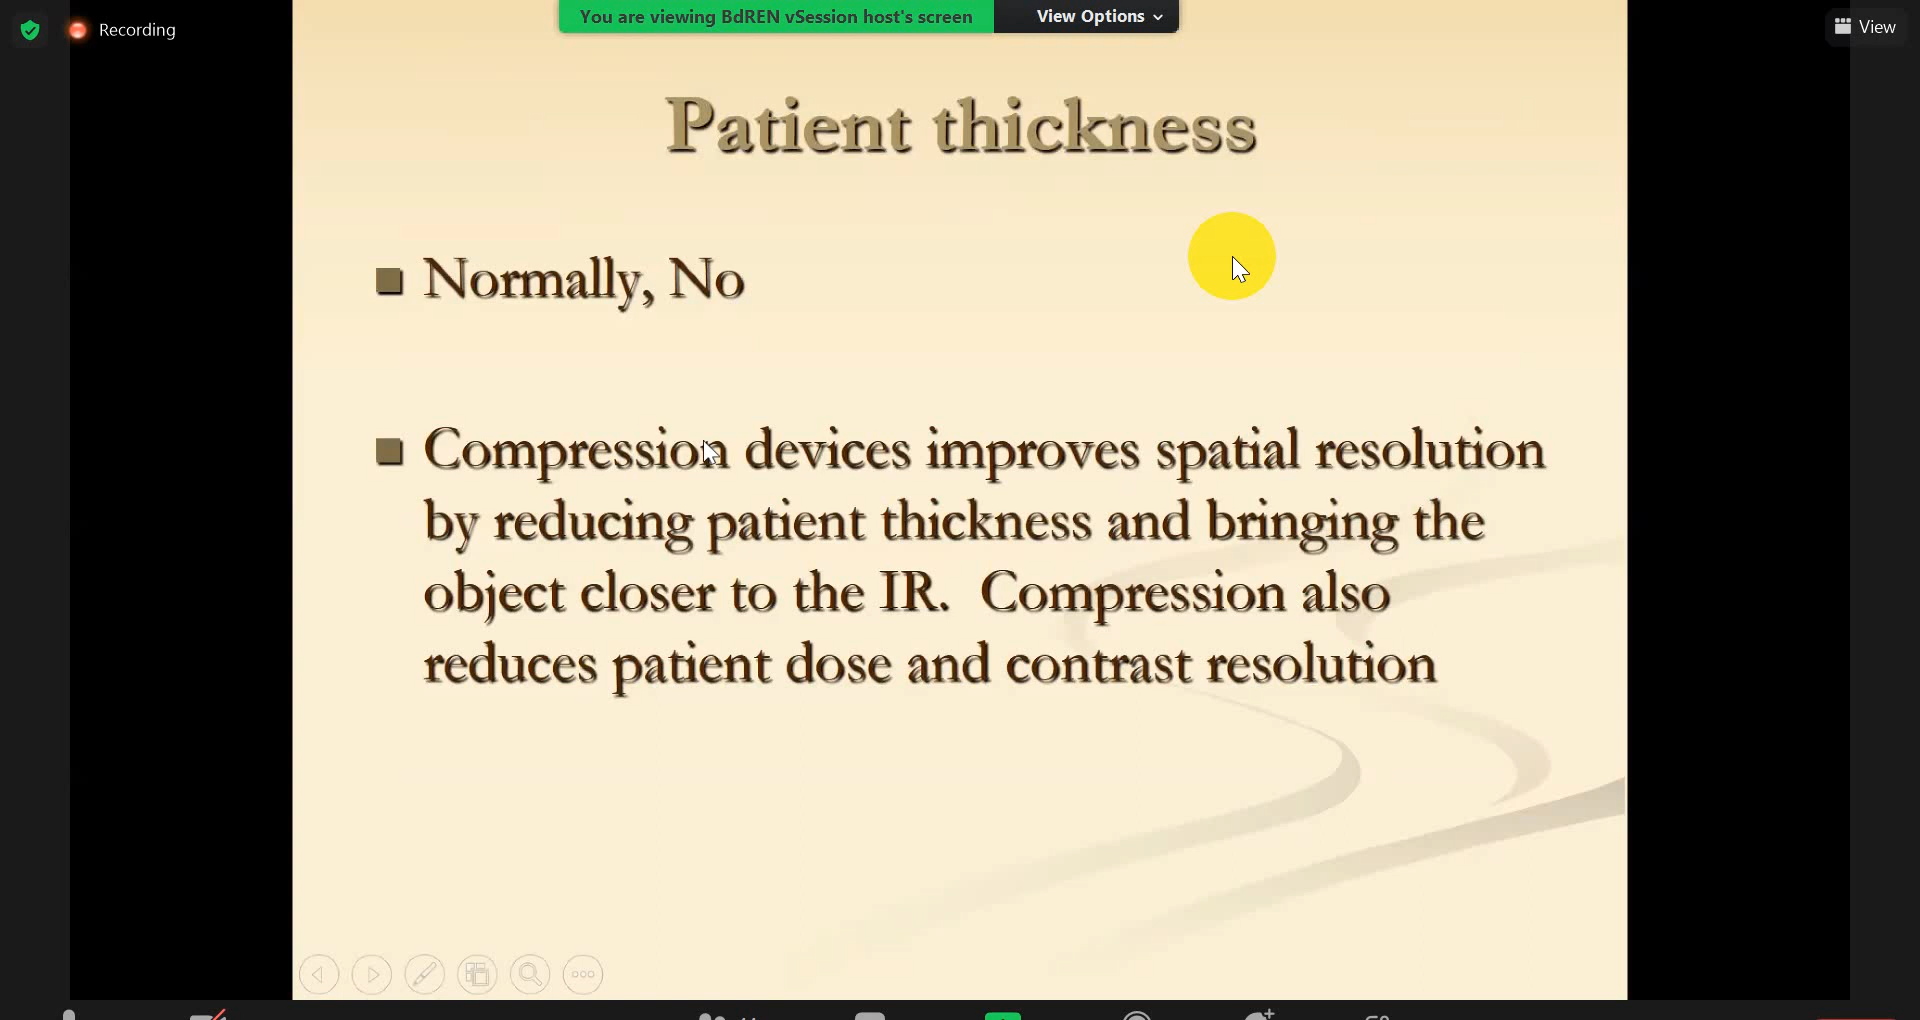 Recording
You are viewing BdREN vSession host's screen
View Options
View
Patient thickness
Normally, No
Compression devices improves spatial resolution
by reducing patient thickness and bringing the
object closer to the IR. Compression also
reduces patient dose and contrast resolution